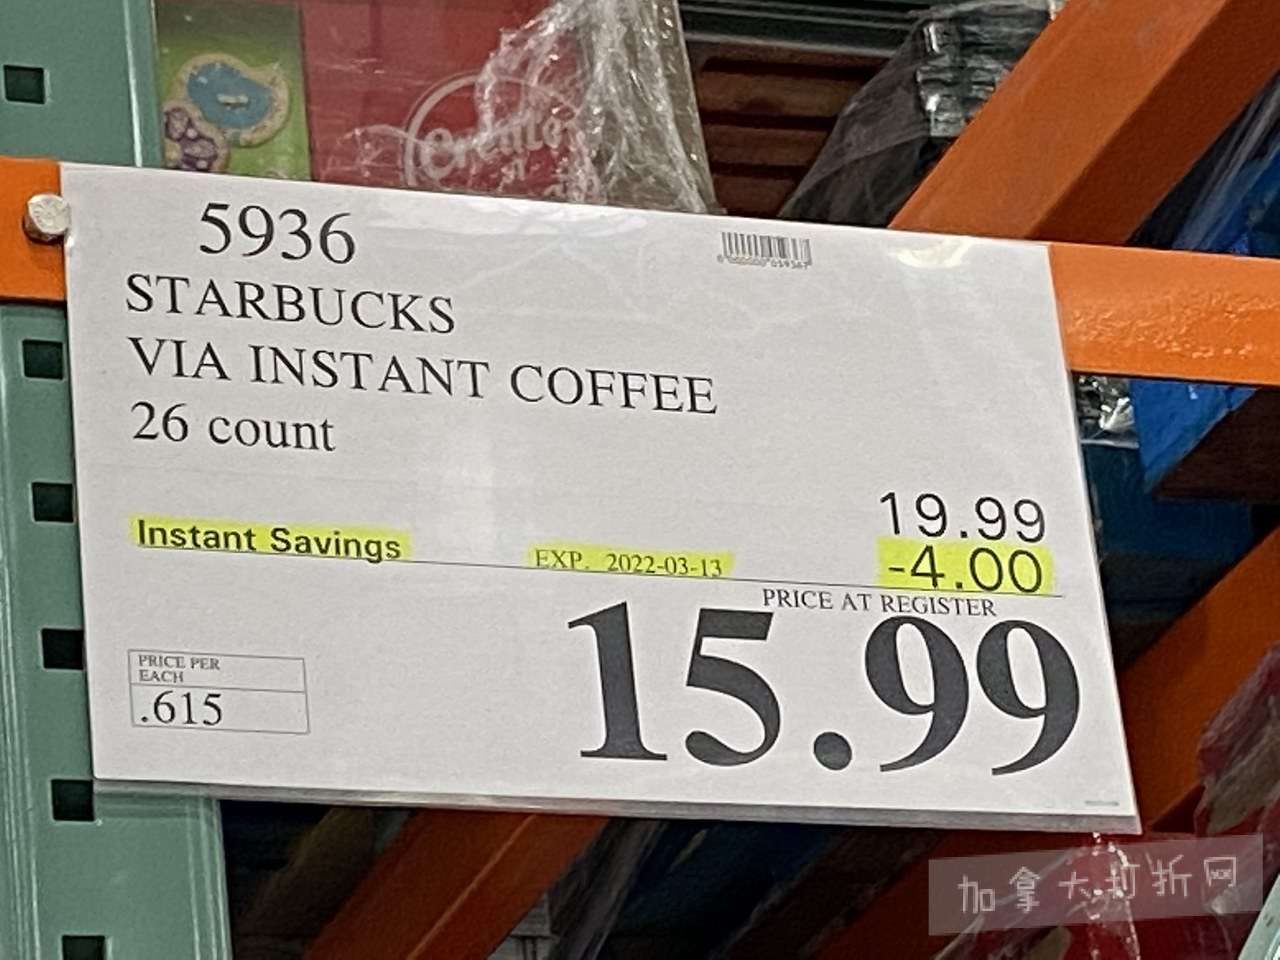 Create
5936
STARBUCKS
VIA INSTANT COFFEE
26 count
19.99
Instant Savings EXP. 2022-03-13 -4.00
PRICE AT REGISTER
15.99
PRICE PER
EACH
.615
加拿大打折网